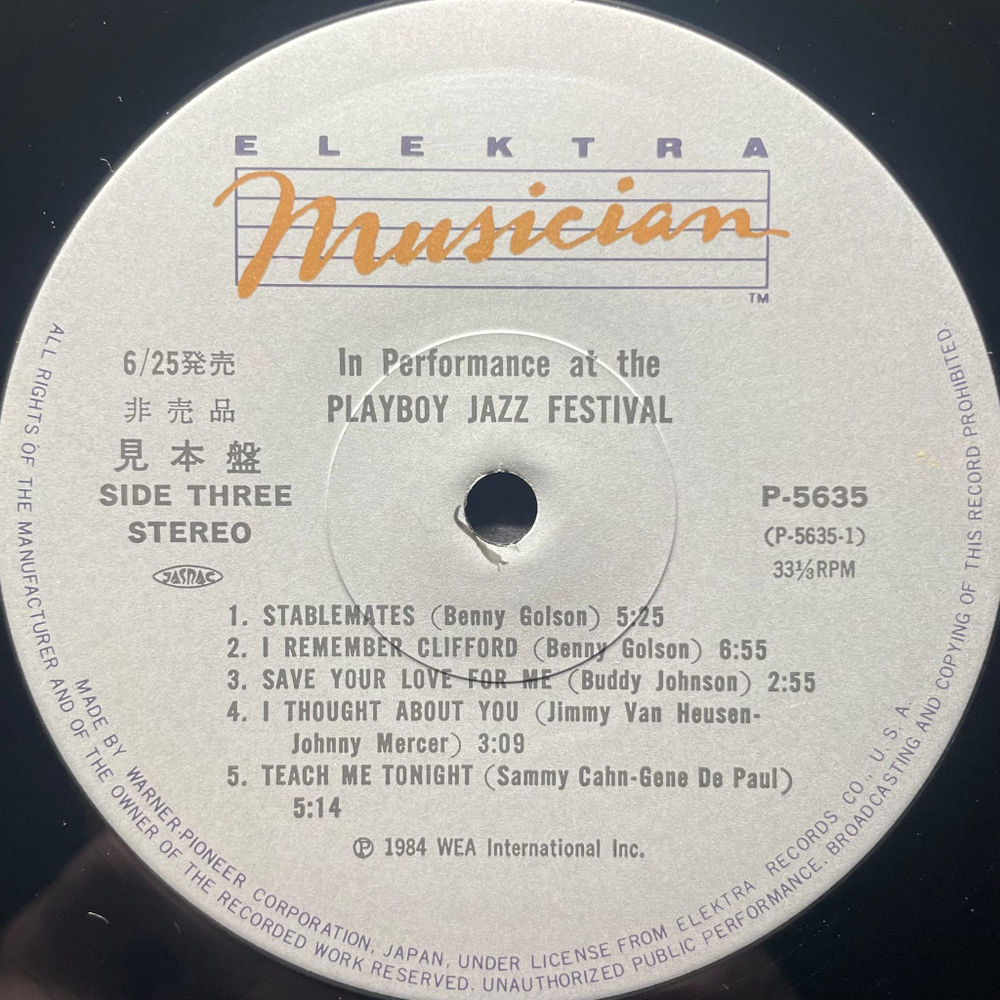 ELEKTRA
Musician
TM
6/25発売
非売品
見本盤
SIDE THREE
STEREO
JASRAC
In Performance at the
PLAYBOY JAZZ FESTIVAL
P-5635
(P-5635-1)
33⅓RPM
1. STABLEMATES (Benny Golson) 5:25
2. I REMEMBER CLIFFORD (Benny Golson) 6:55
3. SAVE YOUR LOVE FOR ME (Buddy Johnson) 2:55
4. I THOUGHT ABOUT YOU (Jimmy Van Heusen-
Johnny Mercer) 3:09
5. TEACH ME TONIGHT (Sammy Cahn-Gene De Paul)
5:14
Ⓟ 1984 WEA International Inc.
MADE BY WARNER-PIONEER CORPORATION, JAPAN, UNDER LICENSE FROM ELEKTRA RECORDS CO., U. S. A.
ALL RIGHTS OF THE MANUFACTURER AND OF THE OWNER OF THE RECORDED WORK RESERVED. UNAUTHORIZED PUBLIC PERFORMANCE. BROADCASTING AND COPYING OF THIS RECORD PROHIBITED